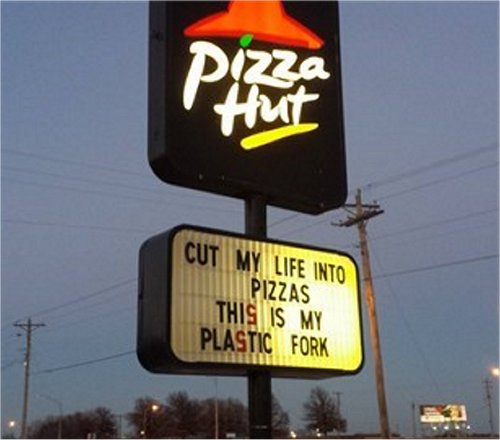 Pizza
Hut
CUT MY LIFE INTO
PIZZAS
THIS IS MY
PLASTIC FORK